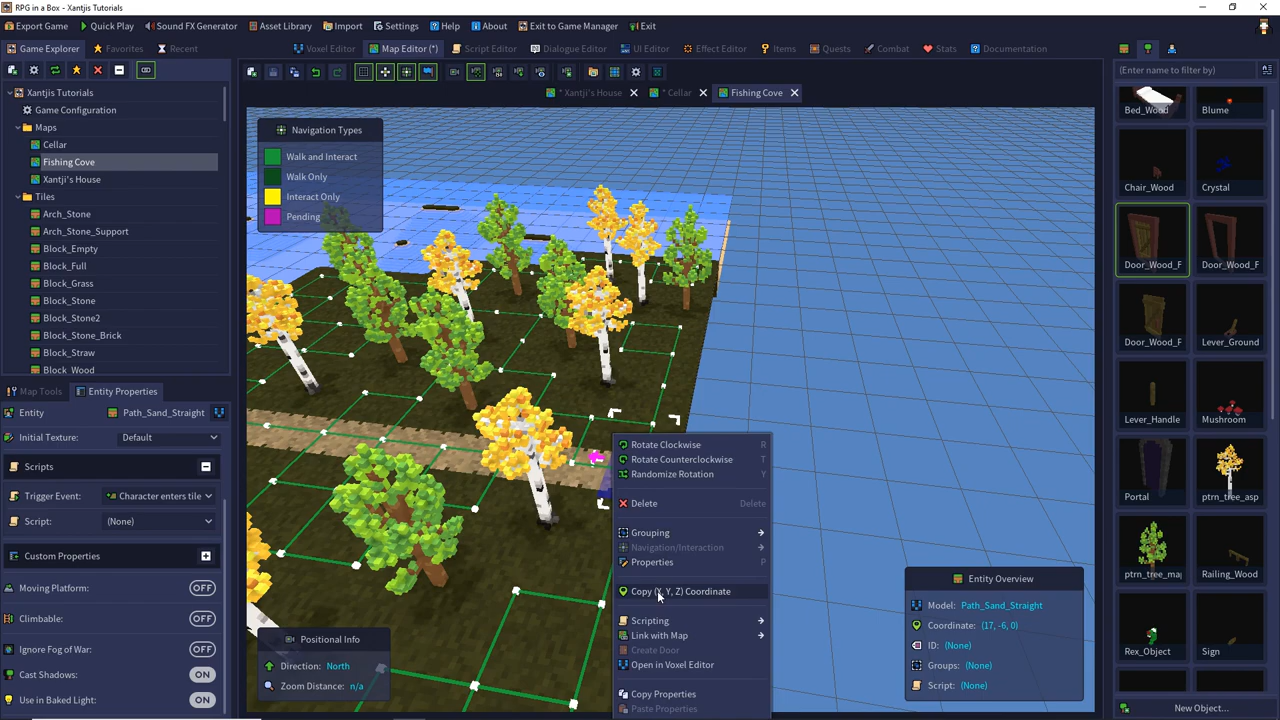 RPG in a Box - Xantjis Tutorials
Export Game
Quick Play
Sound FX Generator
Asset Library
Import
Settings
Help
About
Exit to Game Manager
Exit
Game Explorer
Favorites
Recent
Voxel Editor
Map Editor (*)
Script Editor
Dialogue Editor
UI Editor
Effect Editor
Items
Quests
Combat
Stats
Documentation
* Xantji's House
* Cellar
Fishing Cove
(Enter name to filter by)
Xantjis Tutorials
Game Configuration
Maps
Cellar
Fishing Cove
Xantji's House
Tiles
Arch_Stone
Arch_Stone_Support
Block_Empty
Block_Full
Block_Grass
Block_Stone
Block_Stone2
Block_Stone_Brick
Block_Straw
Block_Wood
Map Tools
Entity Properties
Entity
Path_Sand_Straight
Initial Texture:
Default
Scripts
Trigger Event:
Character enters tile
Script:
(None)
Custom Properties
Moving Platform:
OFF
Climbable:
OFF
Ignore Fog of War:
OFF
Cast Shadows:
ON
Use in Baked Light:
ON
Navigation Types
Walk and Interact
Walk Only
Interact Only
Pending
Positional Info
Direction: North
Zoom Distance: n/a
Rotate Clockwise R
Rotate Counterclockwise T
Randomize Rotation Y
Delete Delete
Grouping
Navigation/Interaction
Properties P
Copy (X, Y, Z) Coordinate
Scripting
Link with Map
Create Door
Open in Voxel Editor
Copy Properties
Paste Properties
Entity Overview
Model: Path_Sand_Straight
Coordinate: (17, -6, 0)
ID: (None)
Groups: (None)
Script: (None)
Bed_Wood
Blume
Chair_Wood
Crystal
Door_Wood_F
Door_Wood_F
Door_Wood_F
Lever_Ground
Lever_Handle
Mushroom
Portal
ptrn_tree_asp
ptrn_tree_map
Railing_Wood
Rex_Object
Sign
New Object...